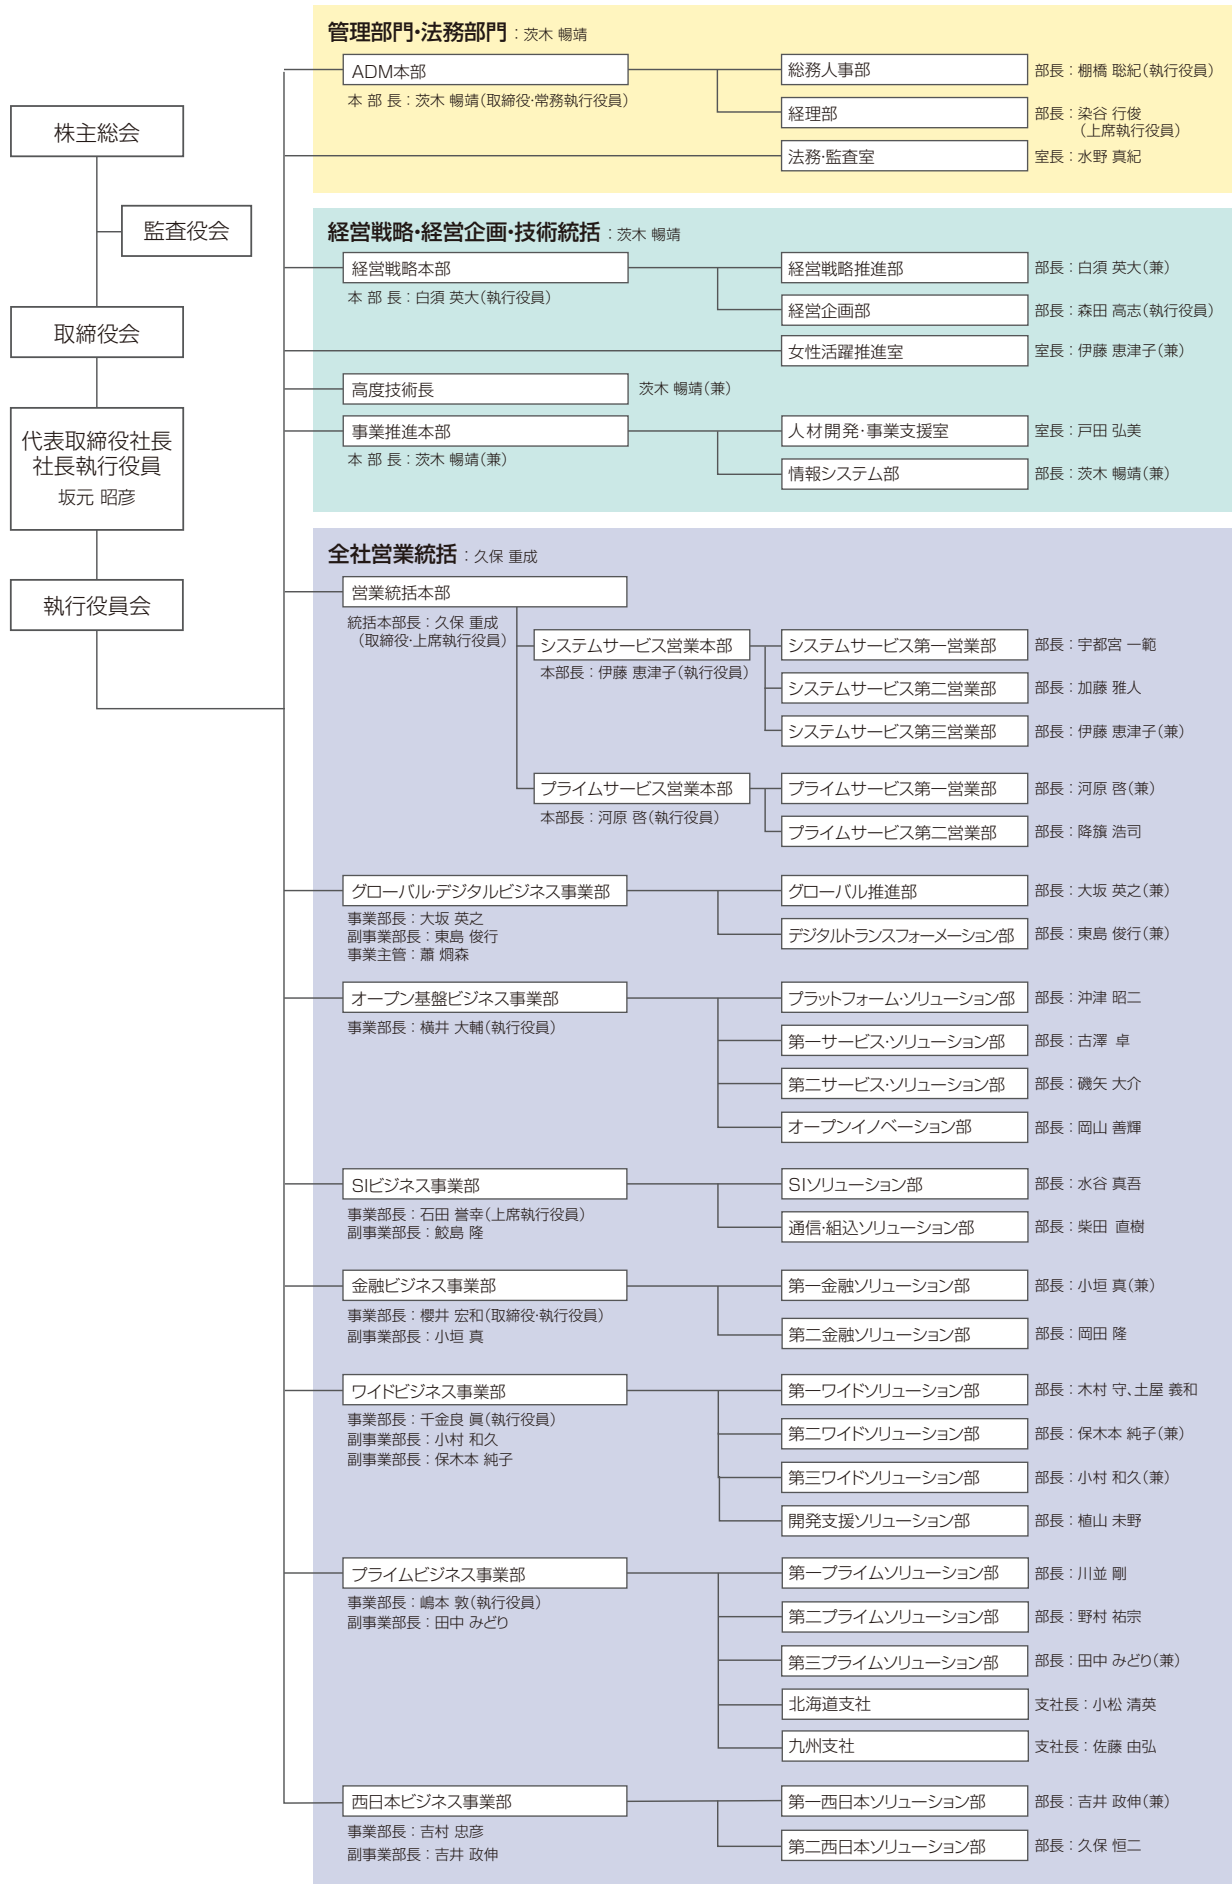 株主総会
監査役会
取締役会
代表取締役社長
社長執行役員
坂元 昭彦
執行役員会
管理部門・法務部門：茨木 暢靖
ADM本部
本 部 長：茨木 暢靖（取締役・常務執行役員）
総務人事部
部長：棚橋 聡紀（執行役員）
経理部
部長：染谷 行俊
（上席執行役員）
法務・監査室
室長：水野 真紀
経営戦略・経営企画・技術統括：茨木 暢靖
経営戦略本部
本 部 長：白須 英大（執行役員）
経営戦略推進部
部長：白須 英大（兼）
経営企画部
部長：森田 高志（執行役員）
女性活躍推進室
室長：伊藤 恵津子（兼）
高度技術長
茨木 暢靖（兼）
事業推進本部
本 部 長：茨木 暢靖（兼）
人材開発・事業支援室
室長：戸田 弘美
情報システム部
部長：茨木 暢靖（兼）
全社営業統括：久保 重成
営業統括本部
統括本部長：久保 重成
（取締役・上席執行役員）
システムサービス営業本部
本部長：伊藤 恵津子（執行役員）
システムサービス第一営業部
部長：宇都宮 一範
システムサービス第二営業部
部長：加藤 雅人
システムサービス第三営業部
部長：伊藤 恵津子（兼）
プライムサービス営業本部
本部長：河原 啓（執行役員）
プライムサービス第一営業部
部長：河原 啓（兼）
プライムサービス第二営業部
部長：降籏 浩司
グローバル・デジタルビジネス事業部
事業部長：大坂 英之
副事業部長：東島 俊行
事業主管：蕭 烱森
グローバル推進部
部長：大坂 英之（兼）
デジタルトランスフォーメーション部
部長：東島 俊行（兼）
オープン基盤ビジネス事業部
事業部長：横井 大輔（執行役員）
プラットフォーム・ソリューション部
部長：沖津 昭二
第一サービス・ソリューション部
部長：古澤 卓
第二サービス・ソリューション部
部長：磯矢 大介
オープンイノベーション部
部長：岡山 善輝
SIビジネス事業部
事業部長：石田 誉幸（上席執行役員）
副事業部長：鮫島 隆
SIソリューション部
部長：水谷 真吾
通信・組込ソリューション部
部長：柴田 直樹
金融ビジネス事業部
事業部長：櫻井 宏和（取締役・執行役員）
副事業部長：小垣 真
第一金融ソリューション部
部長：小垣 真（兼）
第二金融ソリューション部
部長：岡田 隆
ワイドビジネス事業部
事業部長：千金良 眞（執行役員）
副事業部長：小村 和久
副事業部長：保木本 純子
第一ワイドソリューション部
部長：木村 守、土屋 義和
第二ワイドソリューション部
部長：保木本 純子（兼）
第三ワイドソリューション部
部長：小村 和久（兼）
開発支援ソリューション部
部長：植山 未野
プライムビジネス事業部
事業部長：嶋本 敦（執行役員）
副事業部長：田中 みどり
第一プライムソリューション部
部長：川並 剛
第二プライムソリューション部
部長：野村 祐宗
第三プライムソリューション部
部長：田中 みどり（兼）
北海道支社
支社長：小松 清英
九州支社
支社長：佐藤 由弘
西日本ビジネス事業部
事業部長：吉村 忠彦
副事業部長：吉井 政伸
第一西日本ソリューション部
部長：吉井 政伸（兼）
第二西日本ソリューション部
部長：久保 恒二